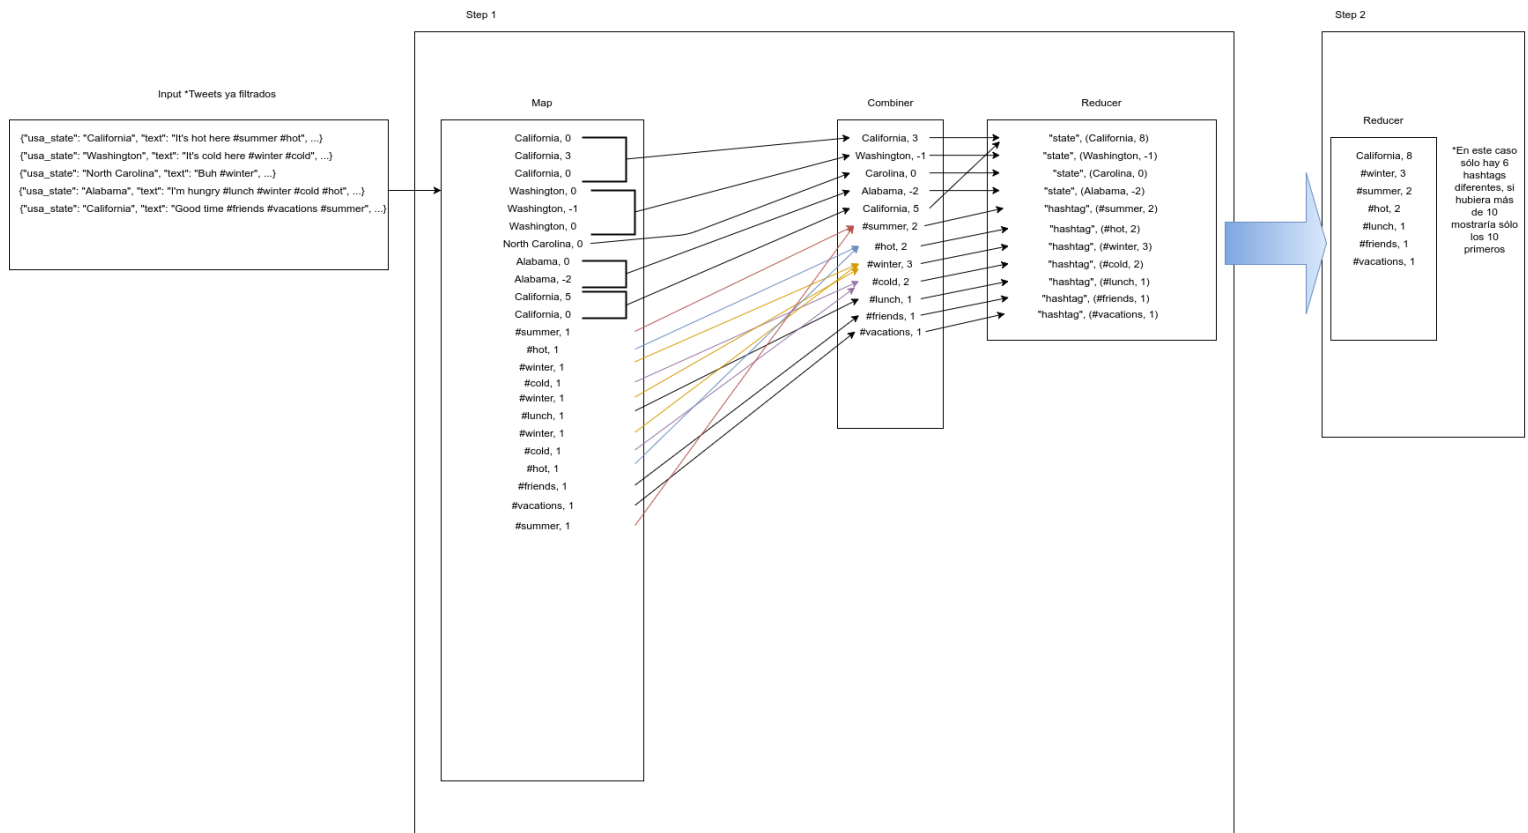 Step 1
Step 2
Input *Tweets ya filtrados
{"usa_state": "California", "text": "It's hot here #summer #hot", ...}
{"usa_state": "Washington", "text": "It's cold here #winter #cold", ...}
{"usa_state": "North Carolina", "text": "Buh #winter", ...}
{"usa_state": "Alabama", "text": "I'm hungry #lunch #winter #cold #hot", ...}
{"usa_state": "California", "text": "Good time #friends #vacations #summer", ...}
Map
California, 0
California, 3
California, 0
Washington, 0
Washington, -1
Washington, 0
North Carolina, 0
Alabama, 0
Alabama, -2
California, 5
California, 0
#summer, 1
#hot, 1
#winter, 1
#cold, 1
#winter, 1
#lunch, 1
#winter, 1
#cold, 1
#hot, 1
#friends, 1
#vacations, 1
#summer, 1
Combiner
California, 3
Washington, -1
Carolina, 0
Alabama, -2
California, 5
#summer, 2
#hot, 2
#winter, 3
#cold, 2
#lunch, 1
#friends, 1
#vacations, 1
Reducer
"state", (California, 8)
"state", (Washington, -1)
"state", (Carolina, 0)
"state", (Alabama, -2)
"hashtag", (#summer, 2)
"hashtag", (#hot, 2)
"hashtag", (#winter, 3)
"hashtag", (#cold, 2)
"hashtag", (#lunch, 1)
"hashtag", (#friends, 1)
"hashtag", (#vacations, 1)
Reducer
California, 8
#winter, 3
#summer, 2
#hot, 2
#lunch, 1
#friends, 1
#vacations, 1
*En este caso
sólo hay 6
hashtags
diferentes, si
hubiera más
de 10
mostraría sólo
los 10
primeros